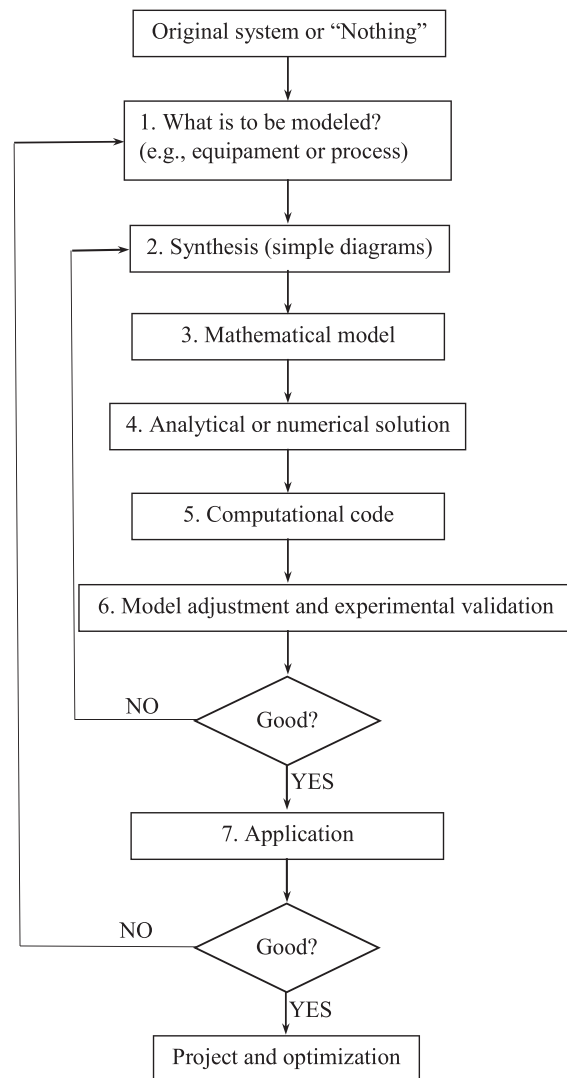 Original system or “Nothing”
1. What is to be modeled?
(e.g., equipament or process)
2. Synthesis (simple diagrams)
3. Mathematical model
4. Analytical or numerical solution
5. Computational code
6. Model adjustment and experimental validation
NO
Good?
YES
7. Application
NO
Good?
YES
Project and optimization